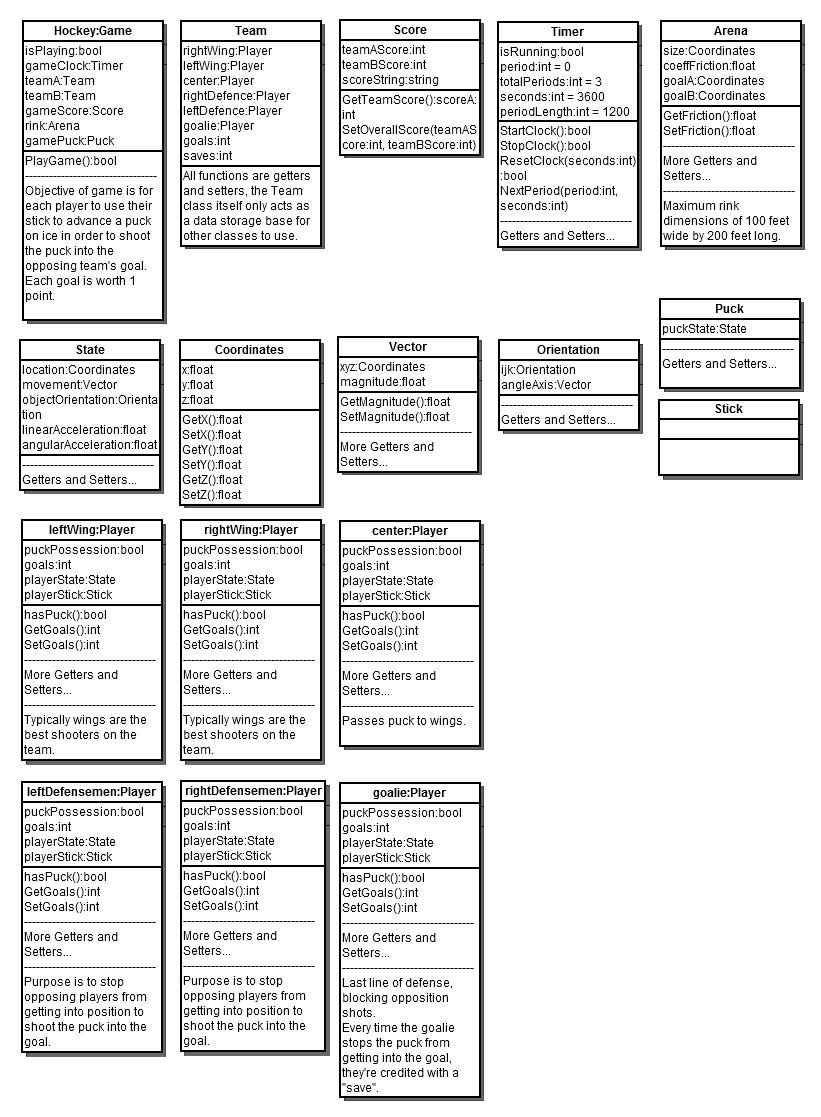 Hockey:Game
isPlaying:bool
gameClock:Timer
teamA:Team
teamB:Team
gameScore:Score
rink:Arena
gamePuck:Puck
PlayGame():bool
Objective of game is for
each player to use their
stick to advance a puck
on ice in order to shoot
the puck into the
opposing team's goal.
Each goal is worth 1
point.
Team
rightWing:Player
leftWing:Player
center:Player
rightDefence:Player
leftDefence:Player
goalie:Player
goals:int
saves:int
All functions are getters
and setters, the Team
class itself only acts as
a data storage base for
other classes to use.
Score
teamAScore:int
teamBScore:int
scoreString:string
GetTeamScore():scoreA:
int
SetOverallScore(teamAS
core:int, teamBScore:int)
Timer
isRunning:bool
period:int = 0
totalPeriods:int = 3
seconds:int = 3600
periodLength:int = 1200
StartClock():bool
StopClock():bool
ResetClock(seconds:int)
:bool
NextPeriod(period:int,
seconds:int)
Getters and Setters...
Arena
size:Coordinates
coeffFriction:float
goalA:Coordinates
goalB:Coordinates
GetFriction():float
SetFriction():float
More Getters and
Setters...
Maximum rink
dimensions of 100 feet
wide by 200 feet long.
State
location:Coordinates
movement:Vector
objectOrientation:Orienta
tion
linearAcceleration:float
angularAcceleration:float
Getters and Setters...
Coordinates
x:float
y:float
z:float
GetX():float
SetX():float
GetY():float
SetY():float
GetZ():float
SetZ():float
Vector
xyz:Coordinates
magnitude:float
GetMagnitude():float
SetMagnitude():float
More Getters and
Setters...
Orientation
ijk:Orientation
angleAxis:Vector
Getters and Setters...
Puck
puckState:State
Getters and Setters...
Stick
leftWing:Player
puckPossession:bool
goals:int
playerState:State
playerStick:Stick
hasPuck():bool
GetGoals():int
SetGoals():int
More Getters and
Setters...
Typically wings are the
best shooters on the
team.
rightWing:Player
puckPossession:bool
goals:int
playerState:State
playerStick:Stick
hasPuck():bool
GetGoals():int
SetGoals():int
More Getters and
Setters...
Typically wings are the
best shooters on the
team.
center:Player
puckPossession:bool
goals:int
playerState:State
playerStick:Stick
hasPuck():bool
GetGoals():int
SetGoals():int
More Getters and
Setters...
Passes puck to wings.
leftDefensemen:Player
puckPossession:bool
goals:int
playerState:State
playerStick:Stick
hasPuck():bool
GetGoals():int
SetGoals():int
More Getters and
Setters...
Purpose is to stop
opposing players from
getting into position to
shoot the puck into the
goal.
rightDefensemen:Player
puckPossession:bool
goals:int
playerState:State
playerStick:Stick
hasPuck():bool
GetGoals():int
SetGoals():int
More Getters and
Setters...
Purpose is to stop
opposing players from
getting into position to
shoot the puck into the
goal.
goalie:Player
puckPossession:bool
goals:int
playerState:State
playerStick:Stick
hasPuck():bool
GetGoals():int
SetGoals():int
More Getters and
Setters...
Last line of defense,
blocking opposition
shots.
Every time the goalie
stops the puck from
getting into the goal,
they're credited with a
"save".